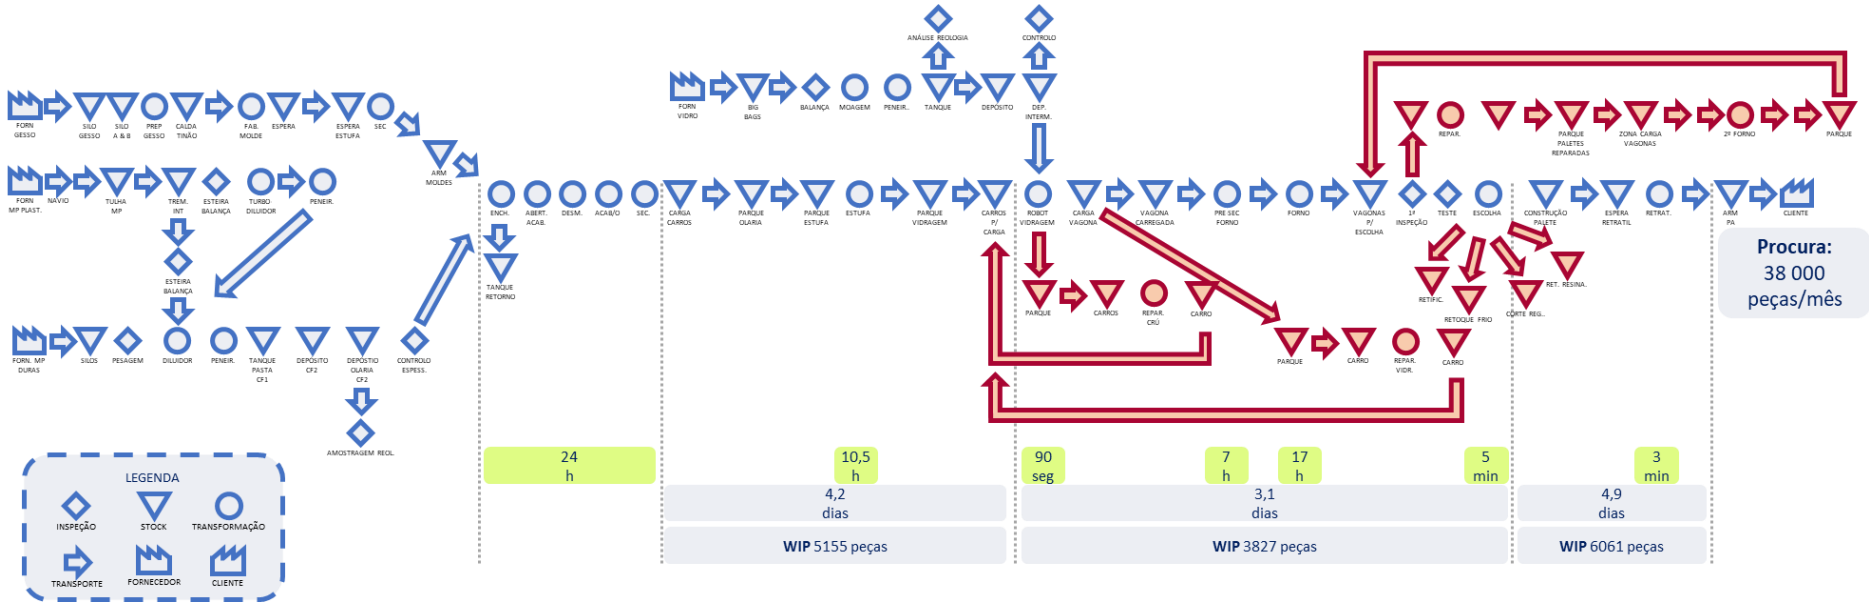 ANÁLISE REOLOGIA
CONTROLO
FORN
GESSO
SILO
GESSO
SILO
A & B
PREP
GESSO
CALDA
TINÃO
FAB.
MOLDE
ESPERA
ESPERA
ESTUFA
SEC
FORN
VIDRO
BIG
BAGS
BALANÇA
MOAGEM
PENEIR..
TANQUE
DEPÓSITO
DEP.
INTERM.
REPAR.
PARQUE
PALETES
REPARADAS
ZONA CARGA
VAGONAS
2º FORNO
PARQUE
ARM
MOLDES
FORN
MP PLAST.
NAVIO
TULHA
MP
TREM.
INT
ESTEIRA
BALANÇA
TURBO
DILUIDOR
PENEIR.
ENCH.
ABERT.
ACAB.
DESM.
ACAB/O
SEC.
CARGA
CARROS
PARQUE
OLARIA
PARQUE
ESTUFA
ESTUFA
PARQUE
VIDRAGEM
CARROS
P/
CARGA
ROBOT
VIDRAGEM
CARGA
VAGONA
VAGONA
CARREGADA
PRE SEC
FORNO
FORNO
VAGONAS
P/
ESCOLHA
1ª
INSPEÇÃO
TESTE
ESCOLHA
CONSTRUÇÃO
PALETE
ESPERA
RETRATIL
RETRAT.
ARM
PA
CLIENTE
Procura:
38 000
peças/mês
ESTEIRA
BALANÇA
TANQUE
RETORNO
PARQUE
CARROS
REPAR.
CRÚ
CARRO
RETIFIC.
RETOQUE FRIO
CORTE REG..
RET. RESINA.
FORN. MP
DURAS
SILOS
PESAGEM
DILUIDOR
PENEIR.
TANQUE
PASTA
CF1
DEPÓSITO
CF2
DEPÓSTIO
OLARIA
CF2
CONTROLO
ESPESS.
PARQUE
CARRO
REPAR.
VIDR.
CARRO
AMOSTRAGEM REOL.
24
h
10,5
h
90
seg
7
h
17
h
5
min
3
min
4,2
dias
3,1
dias
4,9
dias
WIP 5155 peças
WIP 3827 peças
WIP 6061 peças
LEGENDA
INSPEÇÃO
STOCK
TRANSFORMAÇÃO
TRANSPORTE
FORNECEDOR
CLIENTE